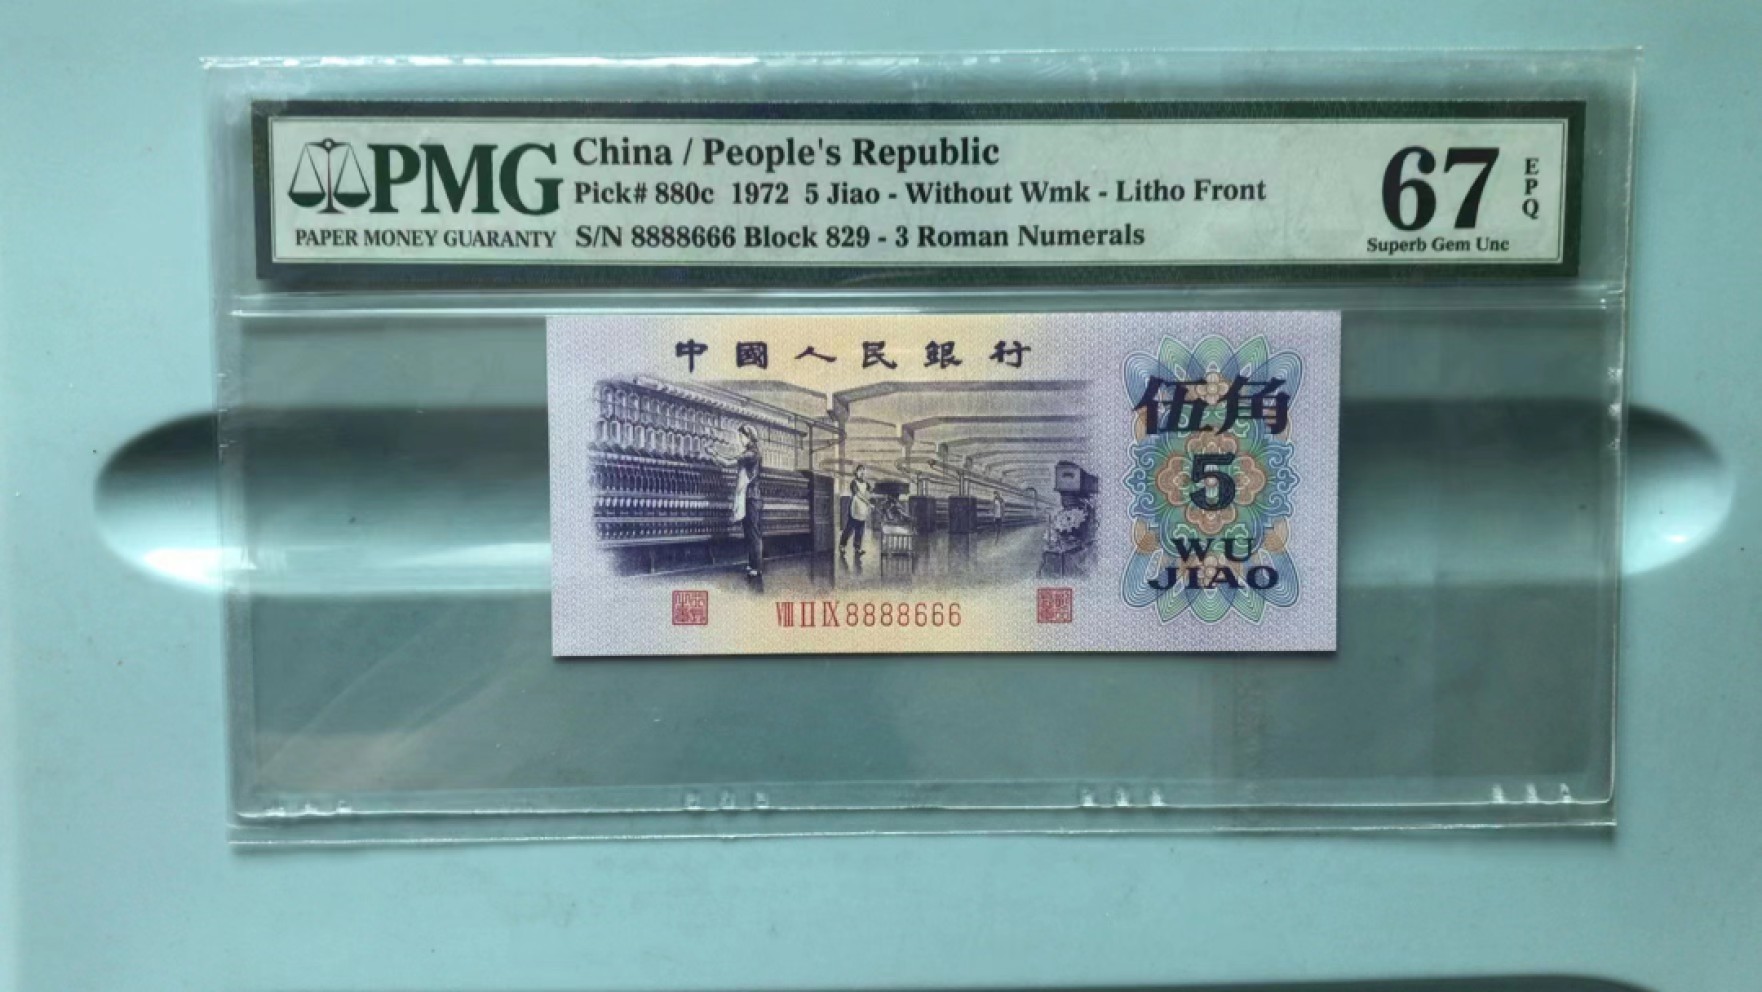 PMG
PAPER MONEY GUARANTY
China / People's Republic
Pick# 880c 1972 5 Jiao - Without Wmk - Litho Front
S/N 8888666 Block 829 - 3 Roman Numerals
67
EPQ
Superb Gem Unc
中國人民銀行
伍角
5
WU
JIAO
VIII II IX 8888666